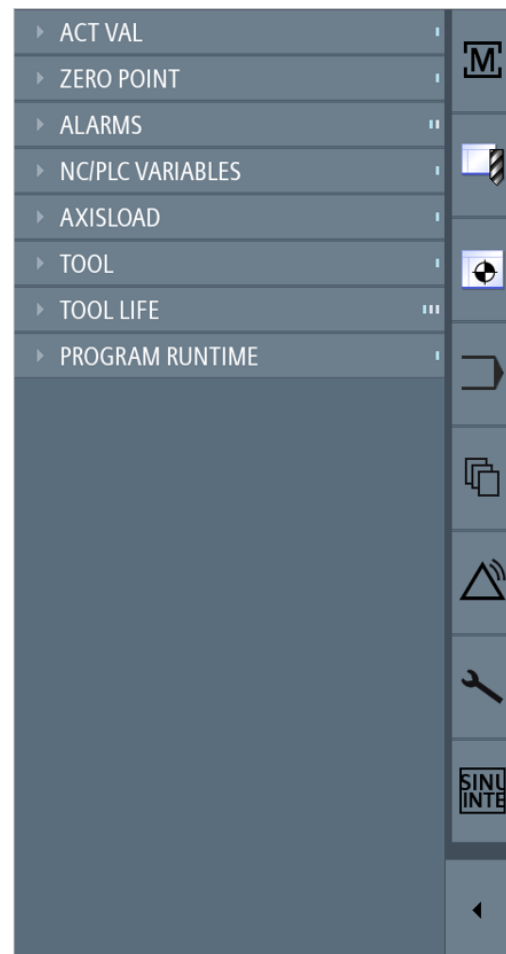 ACT VAL
ZERO POINT
ALARMS
NC/PLC VARIABLES
AXISLOAD
TOOL
TOOL LIFE
PROGRAM RUNTIME
M
SINU
INTE